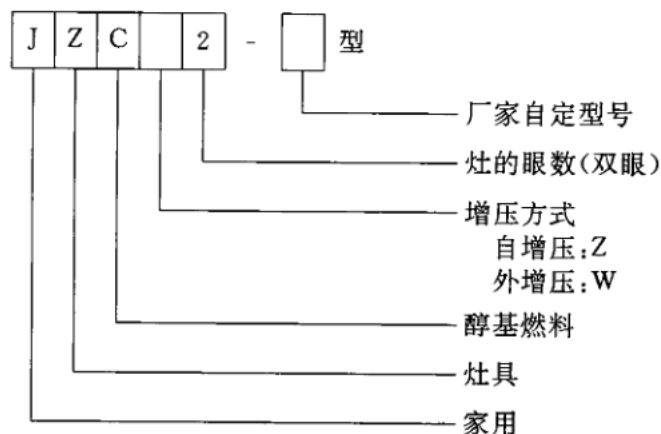 JZC 2-型
厂家自定型号
灶的眼数(双眼)
增压方式
自增压:Z
外增压:W
醇基燃料
灶具
家用